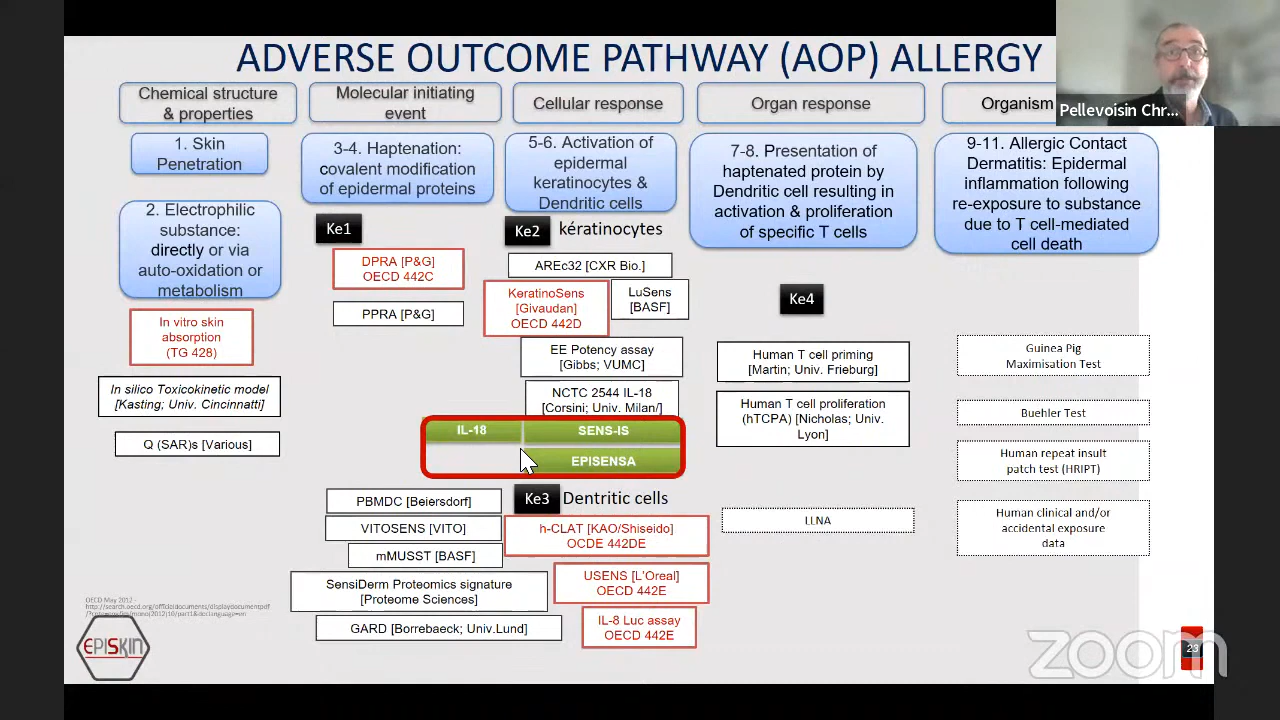 ADVERSE OUTCOME PATHWAY (AOP) ALLERGY
Pellevoisin Chr...
Chemical structure
& properties
Molecular initiating
event
Cellular response
Organ response
Organism
1. Skin
Penetration
2. Electrophilic
substance:
directly or via
auto-oxidation or
metabolism
3-4. Haptenation:
covalent modification
of epidermal proteins
5-6. Activation of
epidermal
keratinocytes &
Dendritic cells
7-8. Presentation of
haptenated protein by
Dendritic cell resulting in
activation & proliferation
of specific T cells
9-11. Allergic Contact
Dermatitis: Epidermal
inflammation following
re-exposure to substance
due to T cell-mediated
cell death
In vitro skin
absorption
(TG 428)
In silico Toxicokinetic model
[Kasting; Univ. Cincinnati]
Q (SAR)s [Various]
Ke1
DPRA [P&G]
OECD 442C
PPRA [P&G]
Ke2 kératinocytes
AREc32 [CXR Bio.]
KeratinoSens
[Givaudan]
OECD 442D
LuSens
[BASF]
EE Potency assay
[Gibbs; VUMC]
NCTC 2544 IL-18
[Corsini; Univ. Milan/]
IL-18
SENS-IS
EPISENSA
Ke3 Dentritic cells
PBMDC [Beiersdorf]
VITOSENS [VITO]
mMUSST [BASF]
SensiDerm Proteomics signature
[Proteome Sciences]
GARD [Borrebaeck; Univ.Lund]
h-CLAT [KAO/Shiseido]
OCDE 442DE
USENS [L'Oreal]
OECD 442E
IL-8 Luc assay
OECD 442E
Ke4
Human T cell priming
[Martin; Univ. Frieburg]
Human T cell proliferation
(hTCPA) [Nicholas; Univ.
Lyon]
LLNA
Guinea Pig
Maximisation Test
Buehler Test
Human repeat insult
patch test (HRIPT)
Human clinical and/or
accidental exposure
data
OECD May 2012 -
EPISKIN
23
zoom